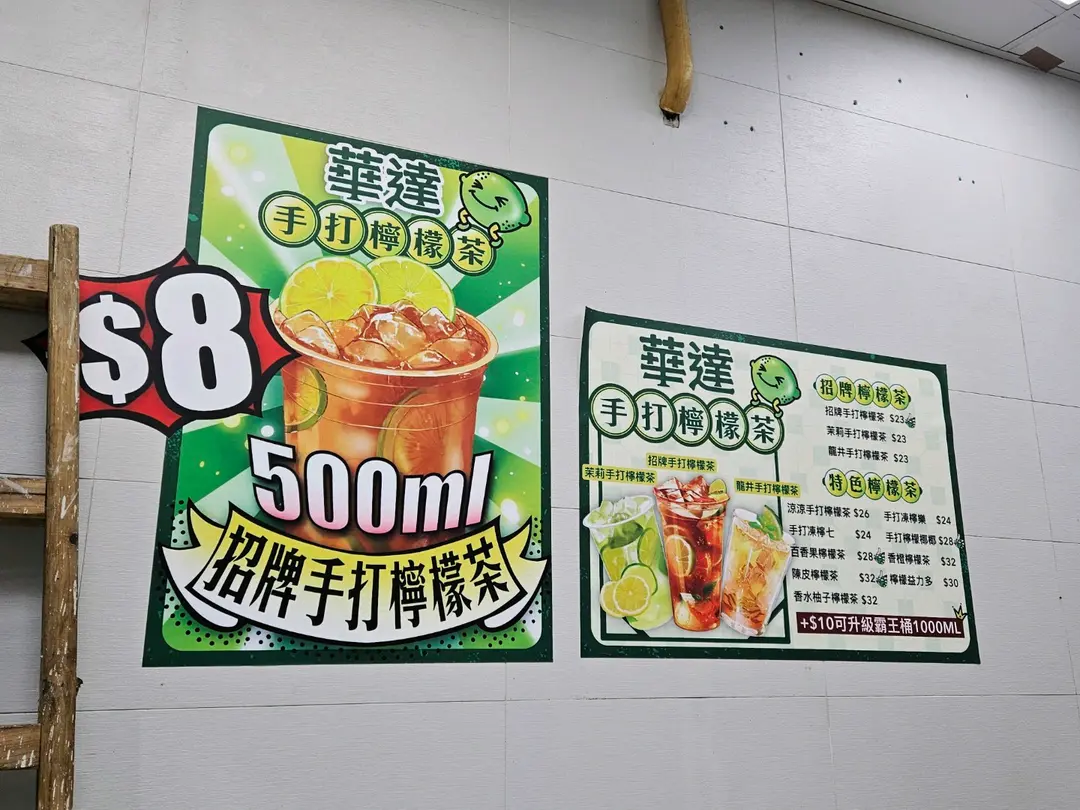 華達
手打檸檬茶
$8
500ml
招牌手打檸檬茶
華達
手打檸檬茶
招牌手打檸檬茶
茉莉手打檸檬茶
龍井手打檸檬茶
招牌檸檬茶
招牌手打檸檬茶 $23
茉莉手打檸檬茶 $23
龍井手打檸檬茶 $23
特色檸檬茶
涼涼手打檸檬茶 $26 手打凍檸樂 $24
手打凍檸七 $24 手打檸檬椰椰 $28
百香果檸檬茶 $28 香橙檸檬茶 $32
陳皮檸檬茶 $32 檸檬益力多 $30
香水柚子檸檬茶 $32
+$10可升級霸王桶1000ML